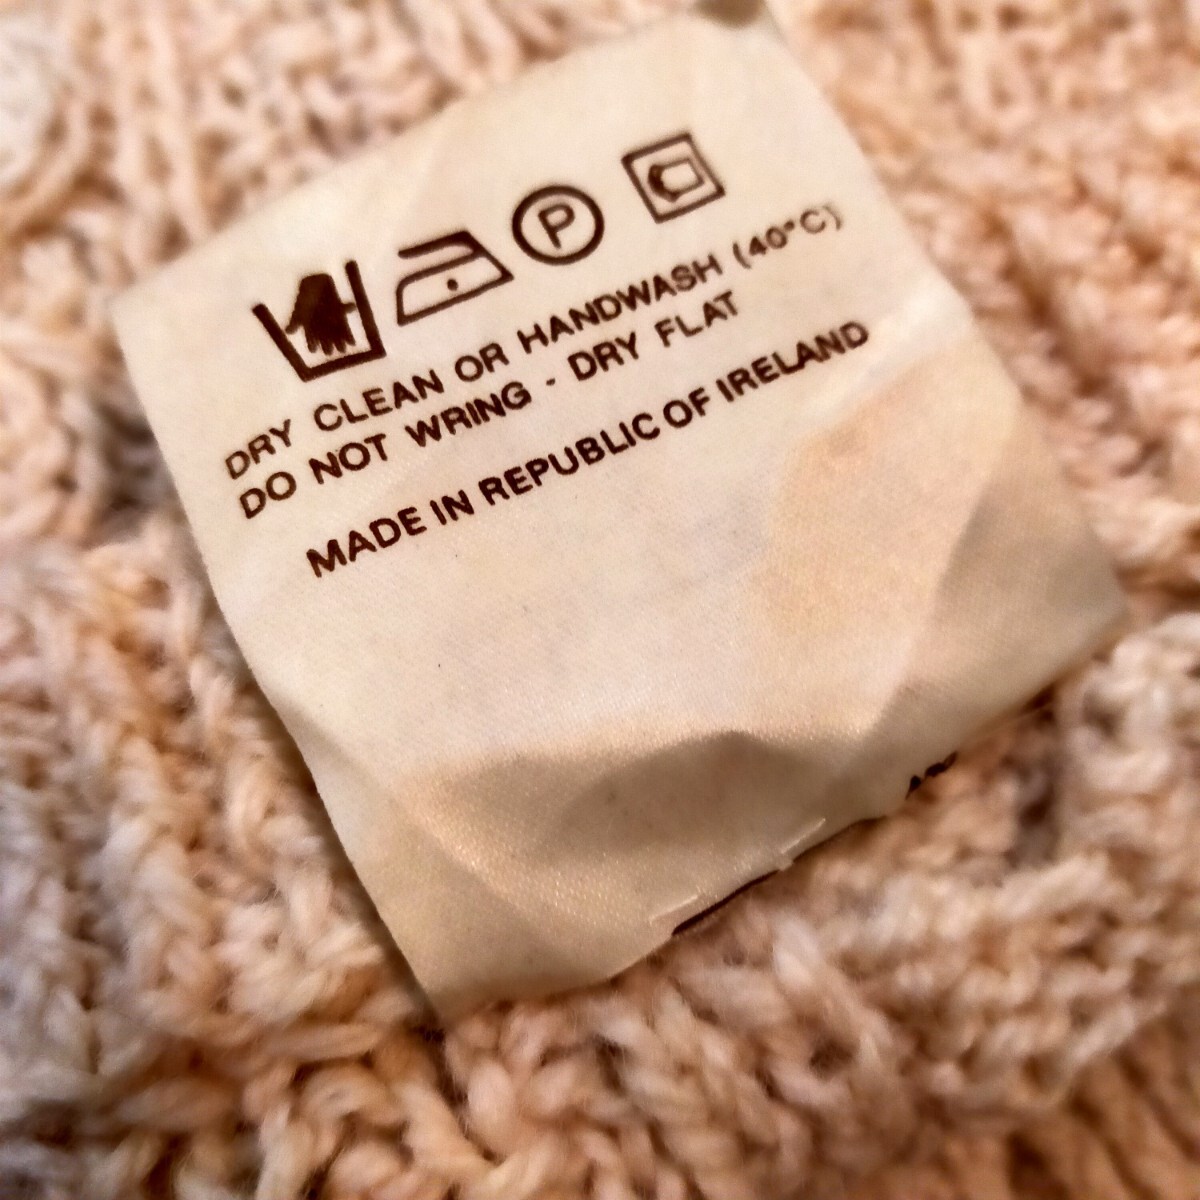 P
DRY CLEAN OR HANDWASH (40°C)
DO NOT WRING - DRY FLAT
MADE IN REPUBLIC OF IRELAND